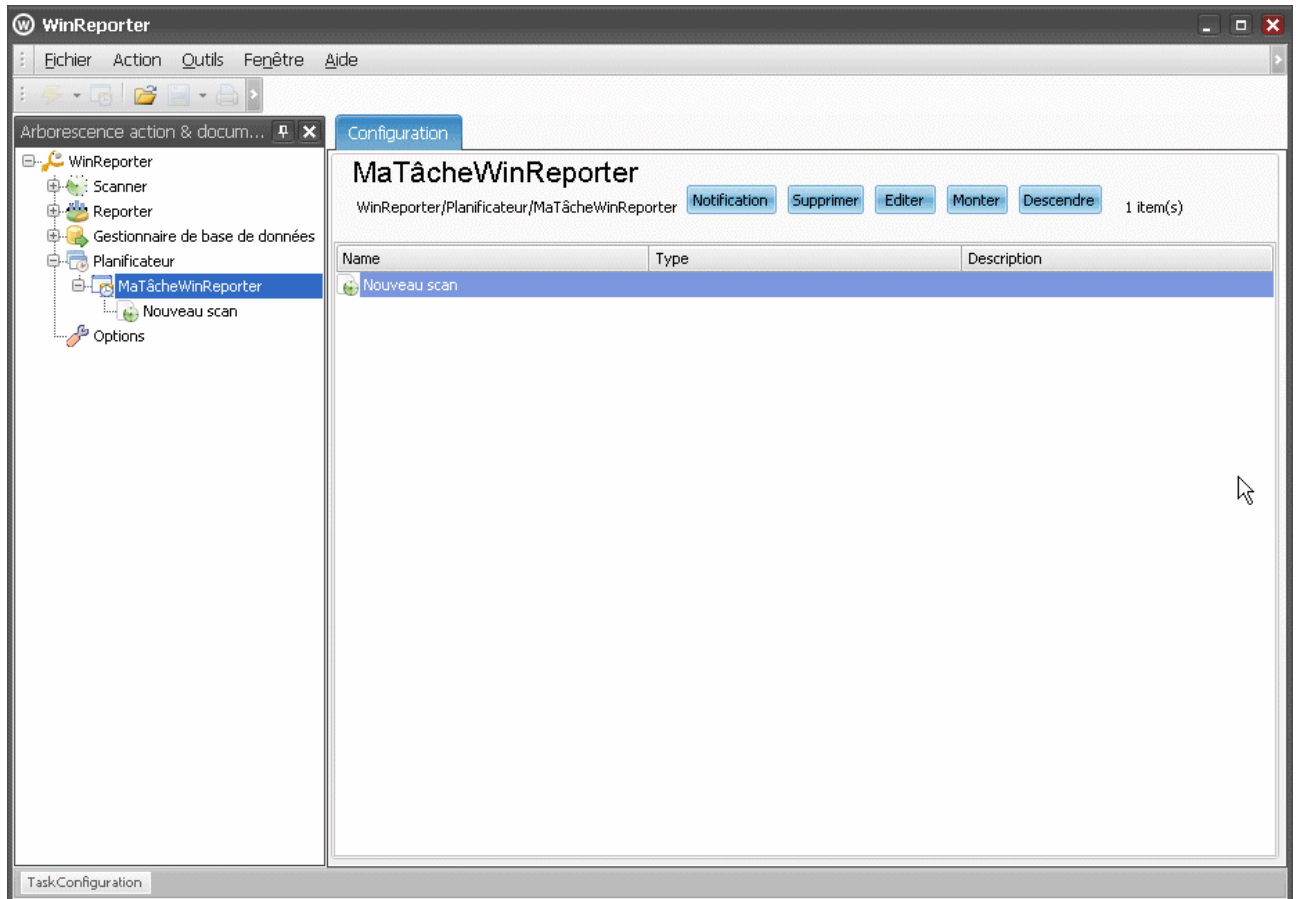 WinReporter
Fichier Action Outils Fenêtre Aide
Arborescence action & docum...
WinReporter
Scanner
Reporter
Gestionnaire de base de données
Planificateur
MaTâcheWinReporter
Nouveau scan
Options
Configuration
MaTâcheWinReporter
WinReporter/Planificateur/MaTâcheWinReporter Notification Supprimer Editer Monter Descendre 1 item(s)
Name Type Description
Nouveau scan
TaskConfiguration